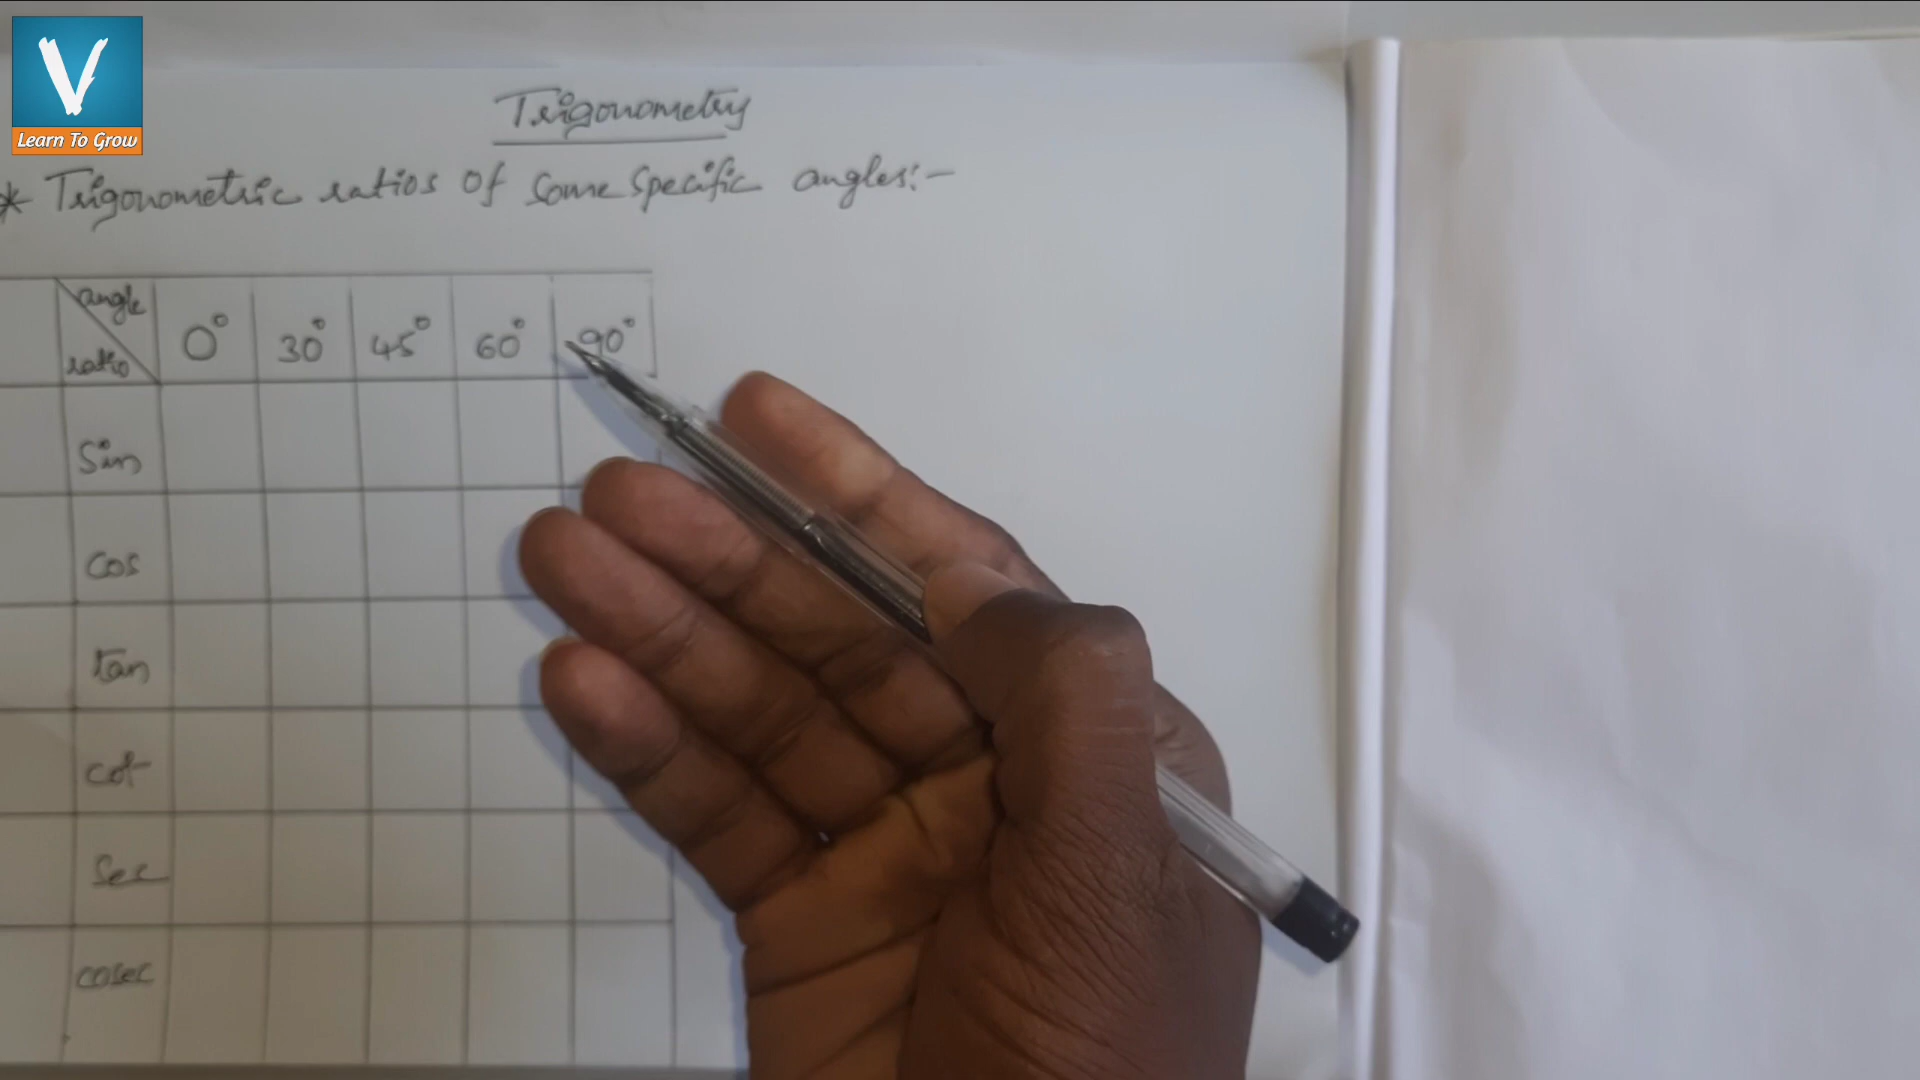 V
Learn To Grow
Trigonometry
* Trigonometric ratios of some specific angles:-
angle
ratio
0° 30° 45° 60° 90°
Sin
Cos
tan
cot
Sec
cosec